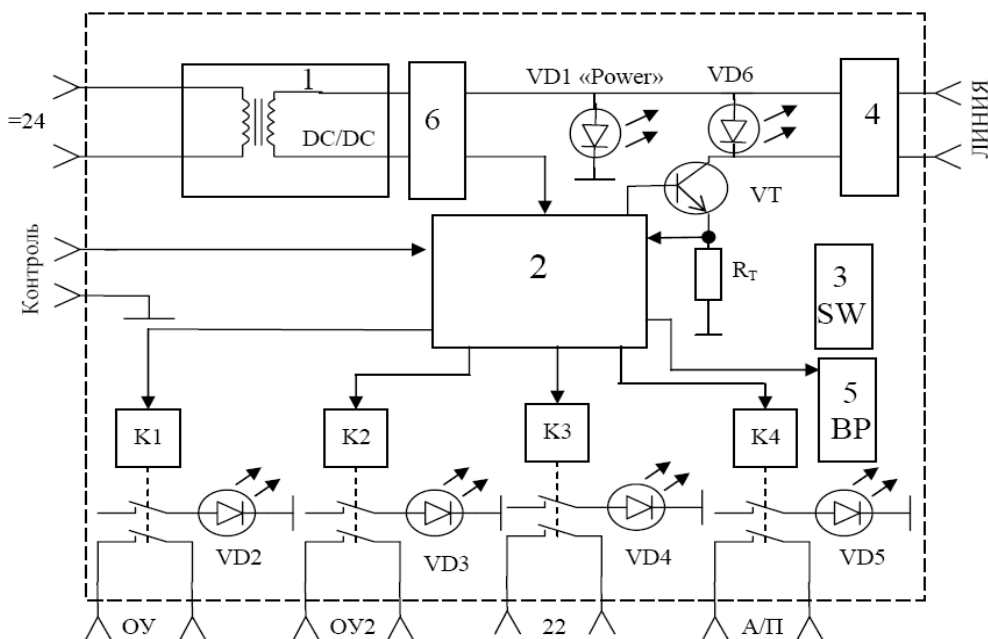 VD1 «Power»
VD6
1
6
4
=24
DC/DC
ЛИНИЯ
VT
2
Контроль
RT
3
SW
5
BP
K1
K2
K3
K4
VD2
VD3
VD4
VD5
ОУ
ОУ2
22
А/П